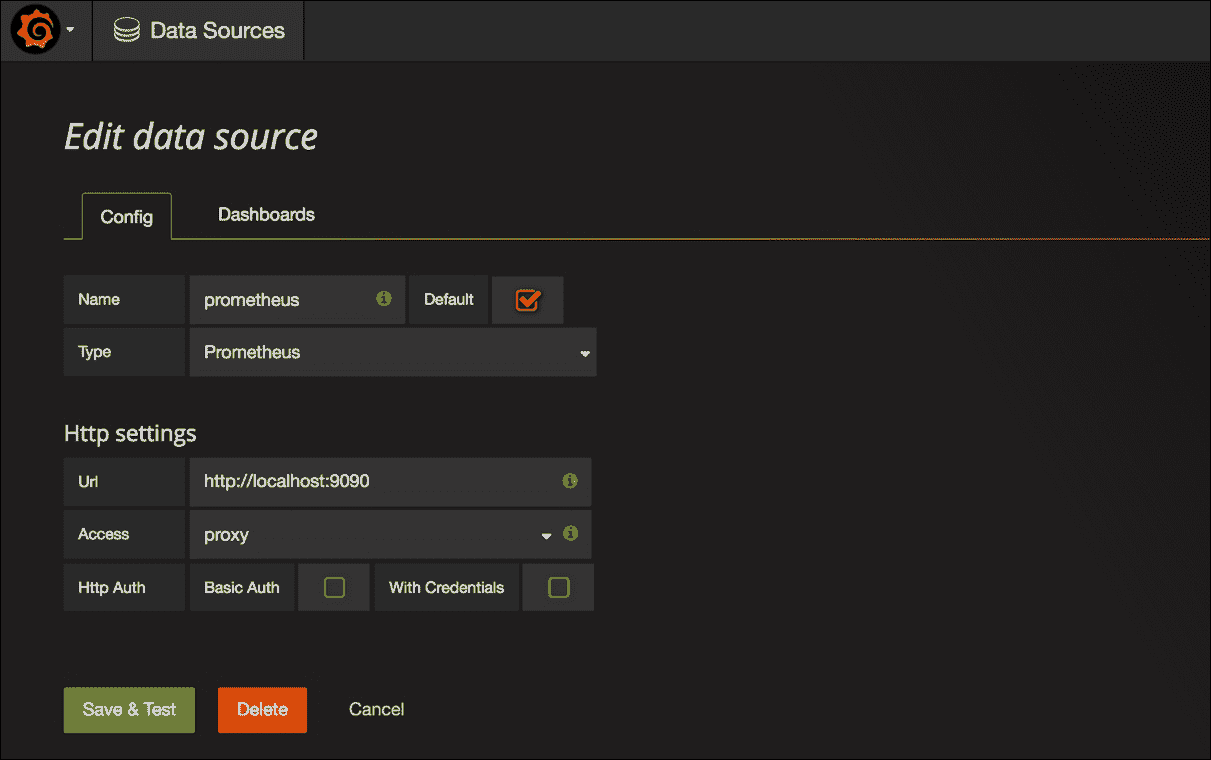 Data Sources
Edit data source
Config Dashboards
Name prometheus Default
Type Prometheus
Http settings
Url http://localhost:9090
Access proxy
Http Auth Basic Auth With Credentials
Save & Test Delete Cancel